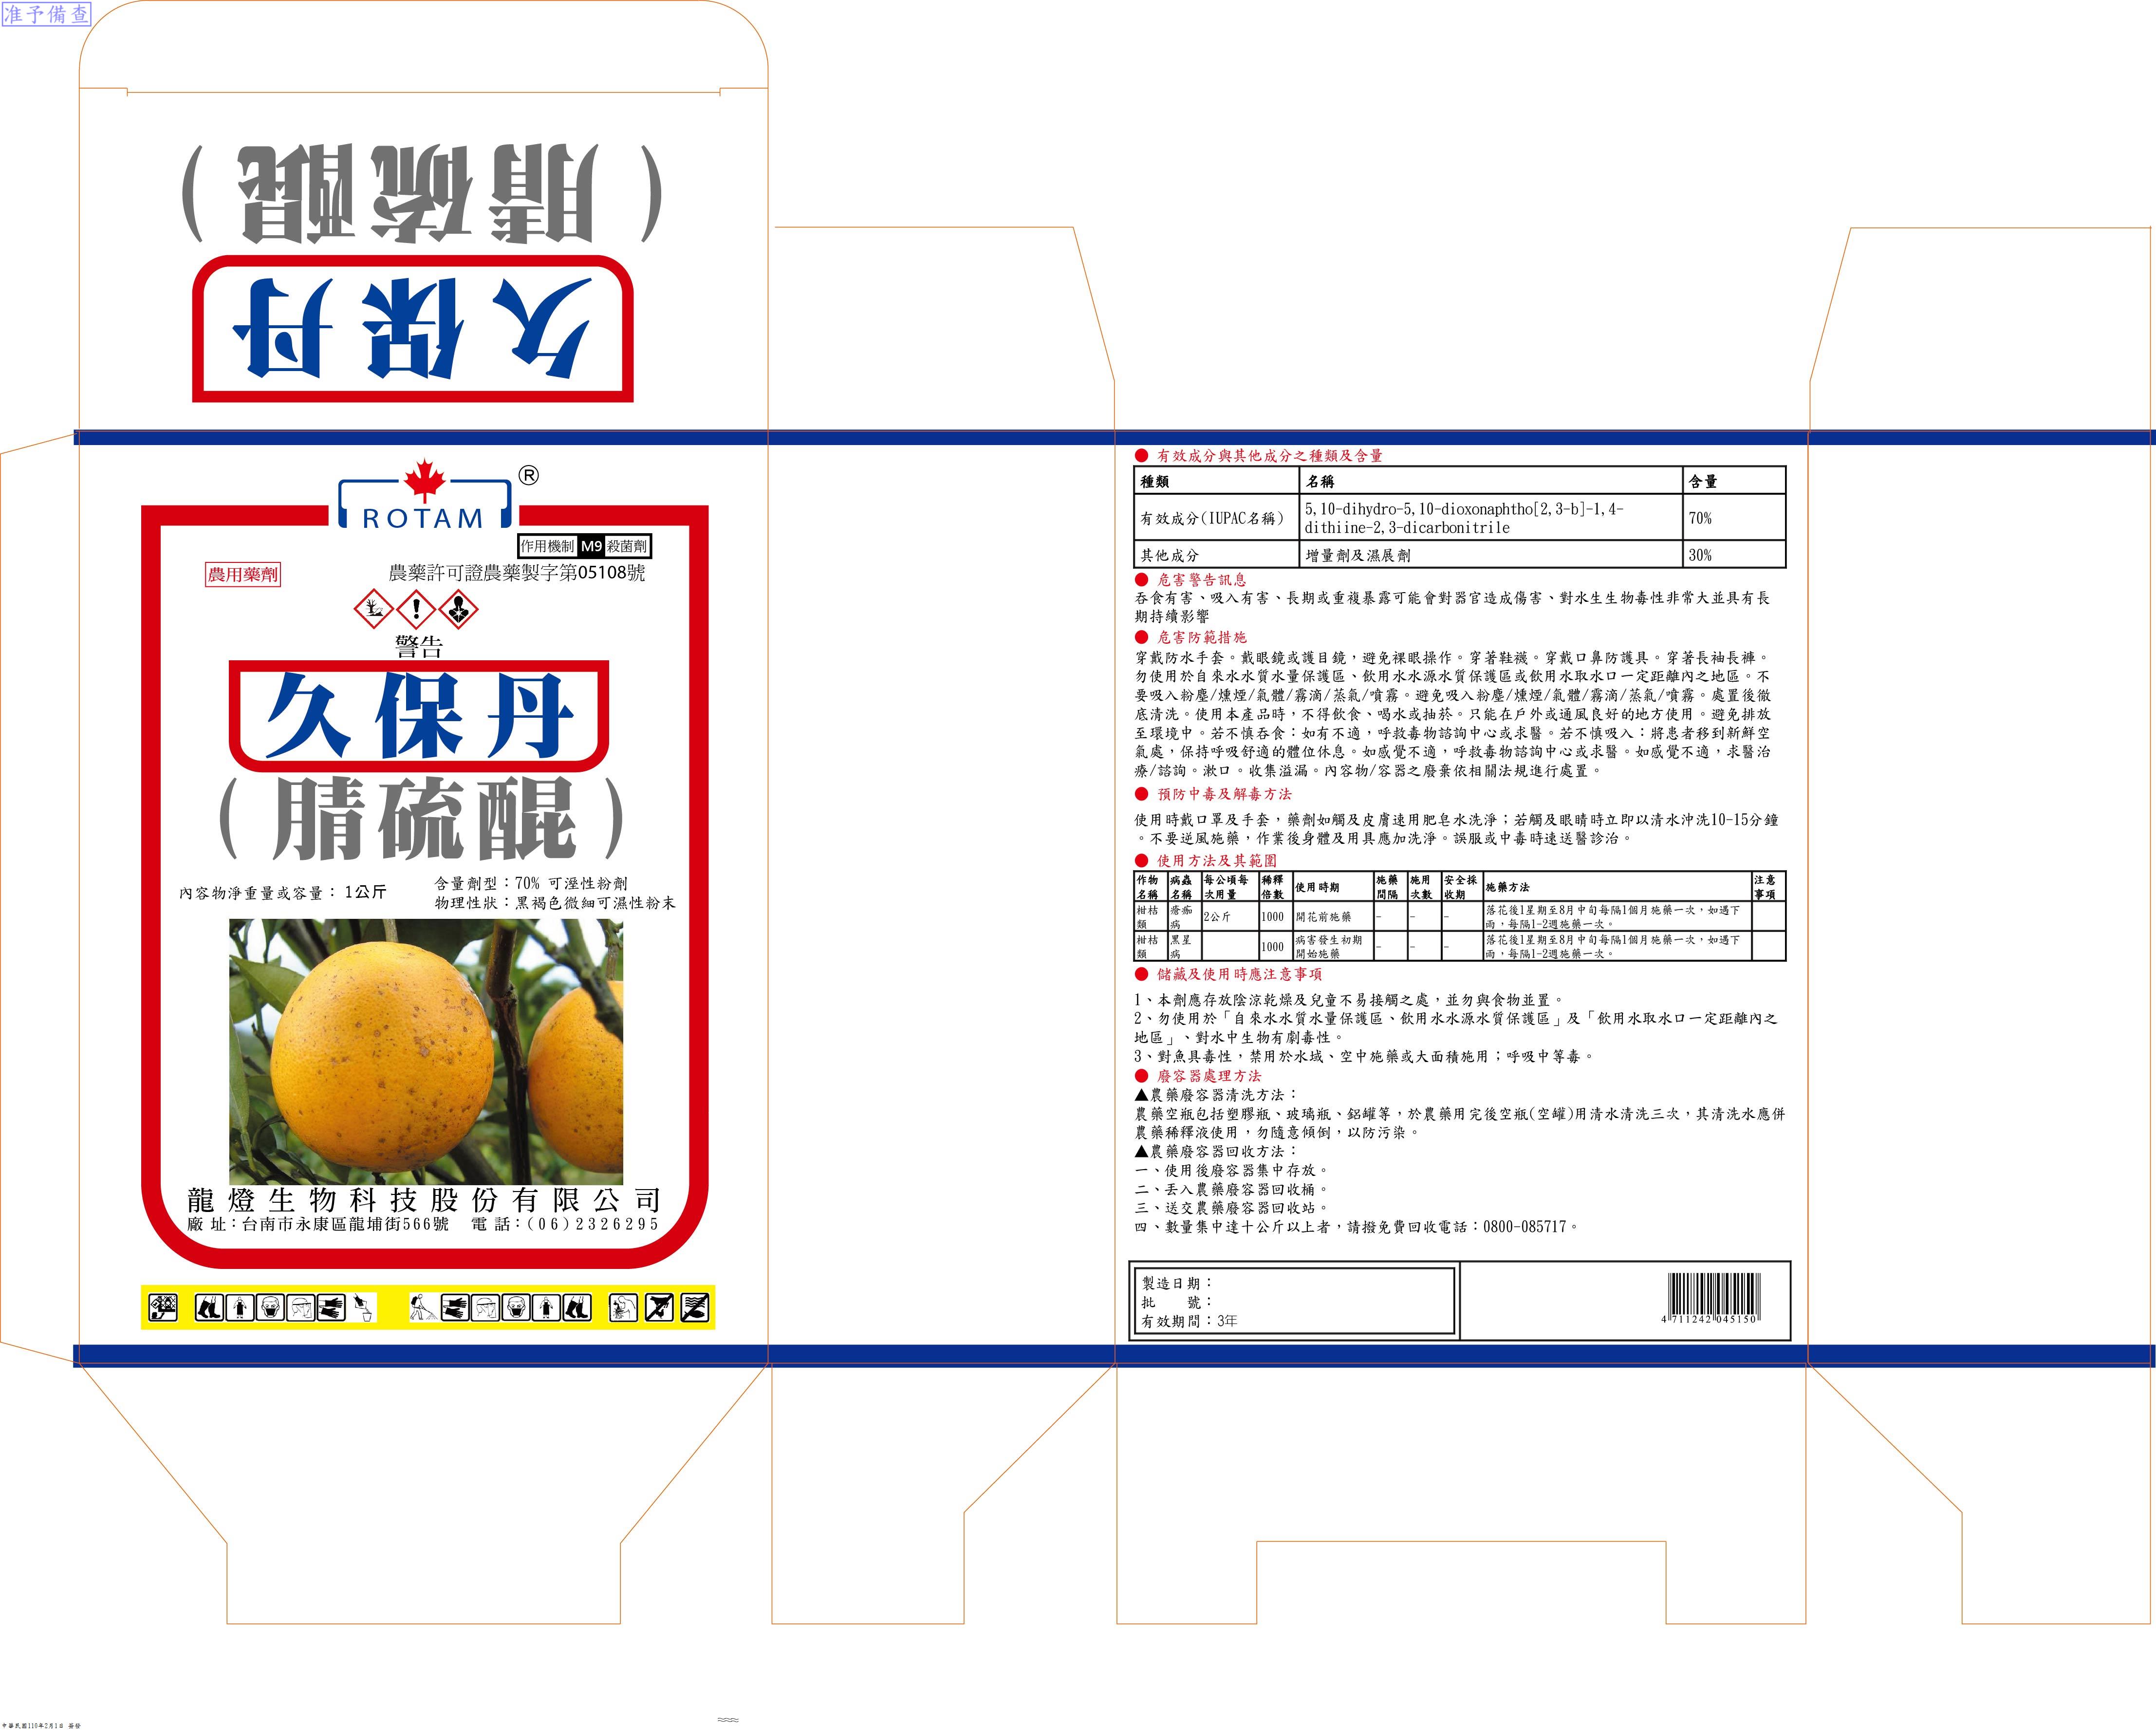 准予備查
（腈硫醌）
久保丹
®
ROTAM
作用機制 M9 殺菌劑
農用藥劑
農藥許可證農藥製字第05108號
警告
久保丹
（腈硫醌）
內容物淨重量或容量：1公斤
含量劑型：70% 可溼性粉劑
物理性狀：黑褐色微細可濕性粉末
龍燈生物科技股份有限公司
廠址：台南市永康區龍埔街566號 電話：(06)2326295
● 有效成分與其他成分之種類及含量
種類 名稱 含量
有效成分(IUPAC名稱) 5,10-dihydro-5,10-dioxonaphtho[2,3-b]-1,4-
dithiine-2,3-dicarbonitrile 70%
其他成分 增量劑及濕展劑 30%
● 危害警告訊息
吞食有害、吸入有害、長期或重複暴露可能會對器官造成傷害、對水生生物毒性非常大並具有長
期持續影響
● 危害防範措施
穿戴防水手套。戴眼鏡或護目鏡，避免裸眼操作。穿著鞋襪。穿戴口鼻防護具。穿著長袖長褲。
勿使用於自來水水質水量保護區、飲用水水源水質保護區或飲用水取水口一定距離內之地區。不
要吸入粉塵/燻煙/氣體/霧滴/蒸氣/噴霧。避免吸入粉塵/燻煙/氣體/霧滴/蒸氣/噴霧。處置後徹
底清洗。使用本產品時，不得飲食、喝水或抽菸。只能在戶外或通風良好的地方使用。避免排放
至環境中。若不慎吞食：如有不適，呼救毒物諮詢中心或求醫。若不慎吸入：將患者移到新鮮空
氣處，保持呼吸舒適的體位休息。如感覺不適，呼救毒物諮詢中心或求醫。如感覺不適，求醫治
療/諮詢。漱口。收集溢漏。內容物/容器之廢棄依相關法規進行處置。
● 預防中毒及解毒方法
使用時戴口罩及手套，藥劑如觸及皮膚速用肥皂水洗淨；若觸及眼睛時立即以清水沖洗10-15分鐘
。不要逆風施藥，作業後身體及用具應加洗淨。誤服或中毒時速送醫診治。
● 使用方法及其範圍
作物名稱 病蟲名稱 每公頃每次用量 稀釋倍數 使用時期 施藥間隔 施用次數 安全採收期 施藥方法 注意事項
柑桔類 瘡痂病 2公斤 1000 開花前施藥 - - - 落花後1星期至8月中旬每隔1個月施藥一次，如遇下
雨，每隔1-2週施藥一次。
柑桔類 黑星病 1000 病害發生初期開始施藥 - - - 落花後1星期至8月中旬每隔1個月施藥一次，如遇下
雨，每隔1-2週施藥一次。
● 儲藏及使用時應注意事項
1、本劑應存放陰涼乾燥及兒童不易接觸之處，並勿與食物並置。
2、勿使用於「自來水水質水量保護區、飲用水水源水質保護區」及「飲用水取水口一定距離內之
地區」、對水中生物有劇毒性。
3、對魚具毒性，禁用於水域、空中施藥或大面積施用；呼吸中等毒。
● 廢容器處理方法
▲農藥廢容器清洗方法：
農藥空瓶包括塑膠瓶、玻璃瓶、鋁罐等，於農藥用完後空瓶(空罐)用清水清洗三次，其清洗水應併
農藥稀釋液使用，勿隨意傾倒，以防污染。
▲農藥廢容器回收方法：
一、使用後廢容器集中存放。
二、丟入農藥廢容器回收桶。
三、送交農藥廢容器回收站。
四、數量集中達十公斤以上者，請撥免費回收電話：0800-085717。
製造日期：
批 號：
有效期間：3年
4 711242 045150
中華民國110年2月1日 簽發